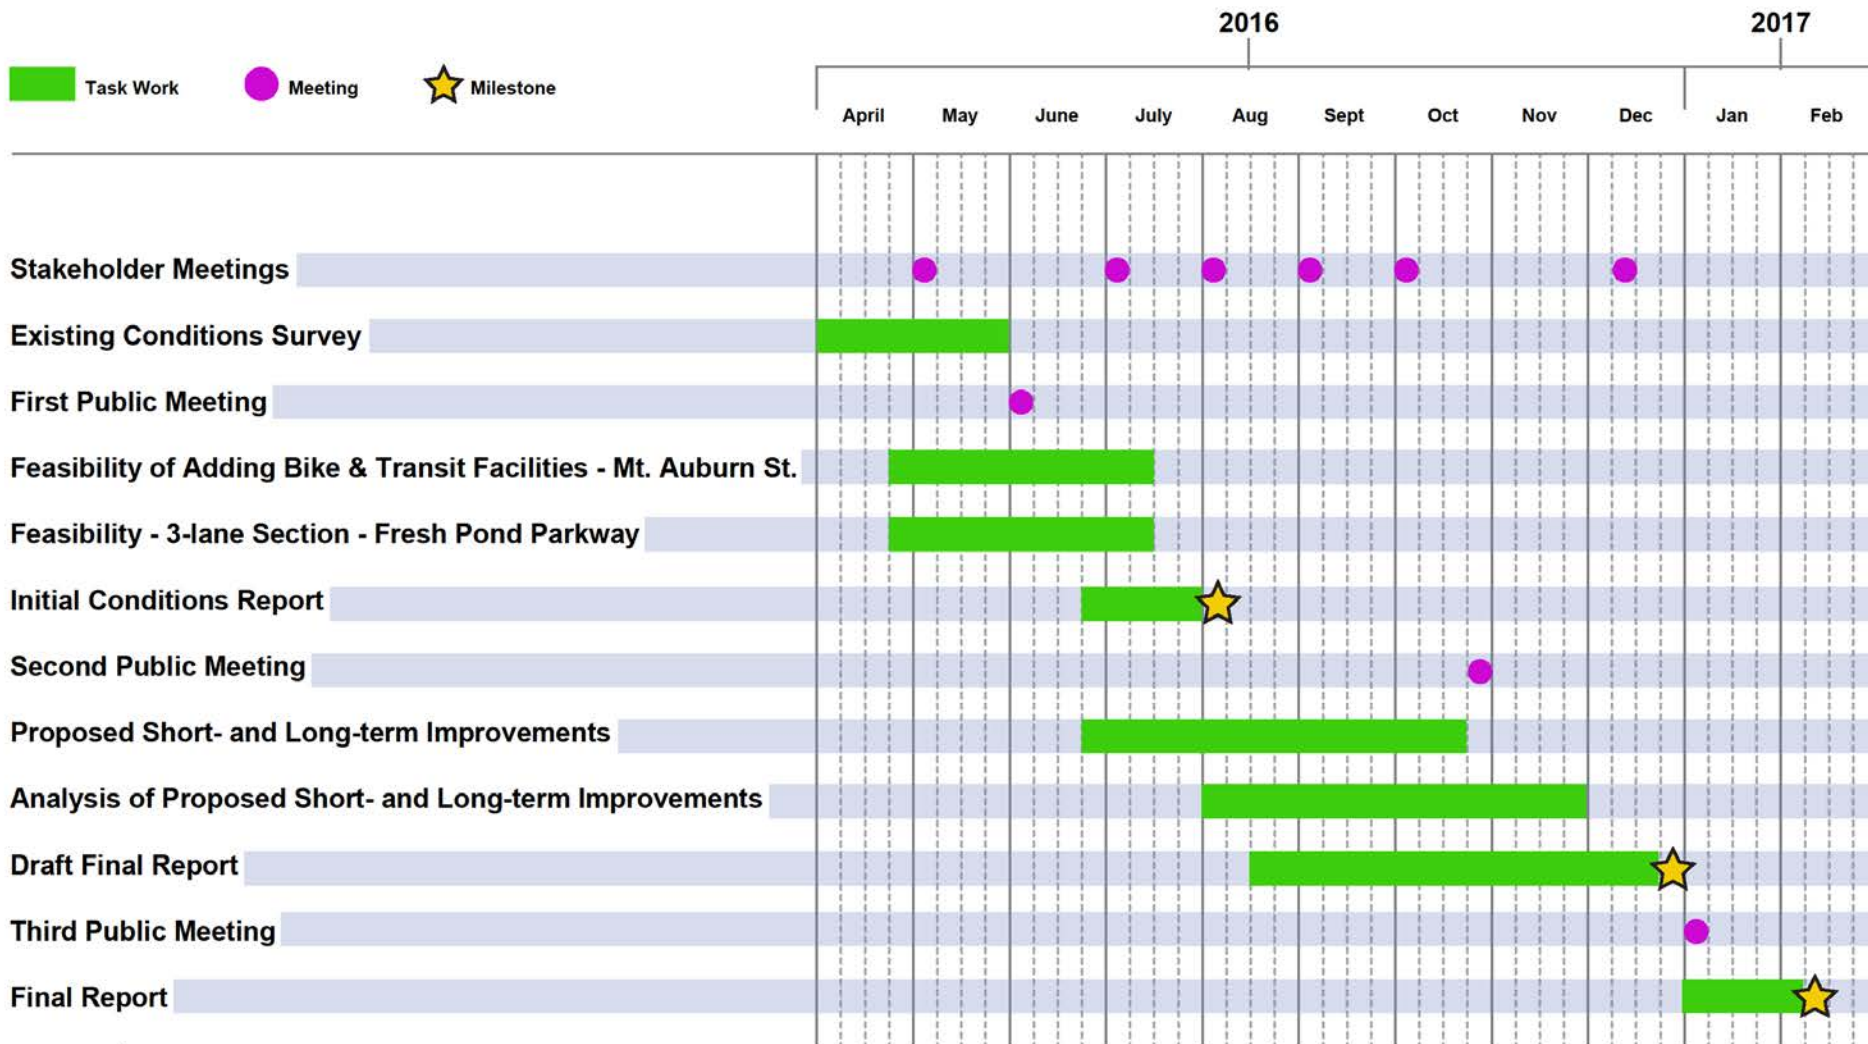 2016 2017
Task Work Meeting Milestone
April May June July Aug Sept Oct Nov Dec Jan Feb
Stakeholder Meetings
Existing Conditions Survey
First Public Meeting
Feasibility of Adding Bike & Transit Facilities - Mt. Auburn St.
Feasibility - 3-lane Section - Fresh Pond Parkway
Initial Conditions Report
Second Public Meeting
Proposed Short- and Long-term Improvements
Analysis of Proposed Short- and Long-term Improvements
Draft Final Report
Third Public Meeting
Final Report